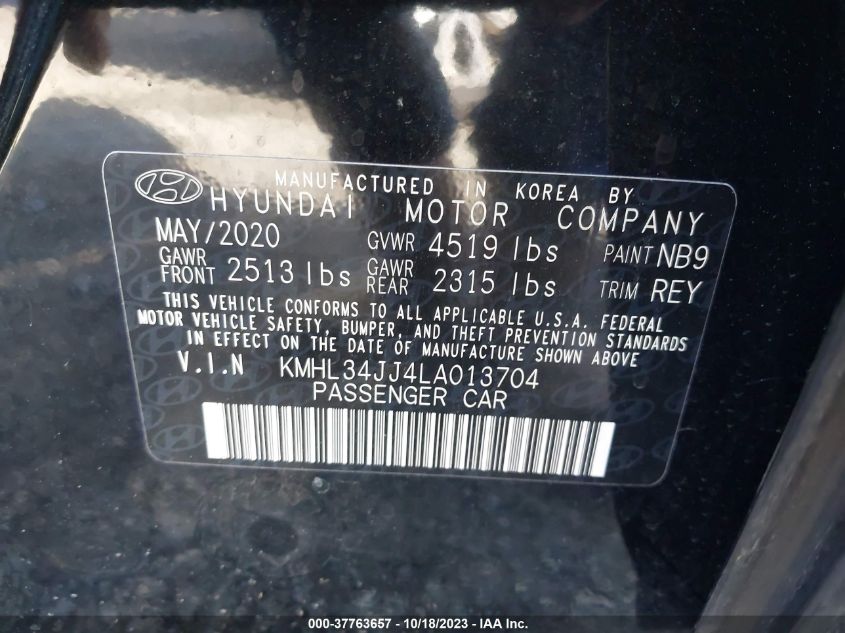 MANUFACTURED IN KOREA BY
HYUNDAI MOTOR COMPANY
MAY/2020 GVWR 4519 lbs PAINT NB9
GAWR FRONT 2513 lbs GAWR REAR 2315 lbs TRIM REY
THIS VEHICLE CONFORMS TO ALL APPLICABLE U.S.A. FEDERAL
MOTOR VEHICLE SAFETY, BUMPER, AND THEFT PREVENTION STANDARDS
IN EFFECT ON THE DATE OF MANUFACTURE SHOWN ABOVE
V.I.N KMHL34JJ4LA013704
PASSENGER CAR
000-37763657 - 10/18/2023 - IAA Inc.